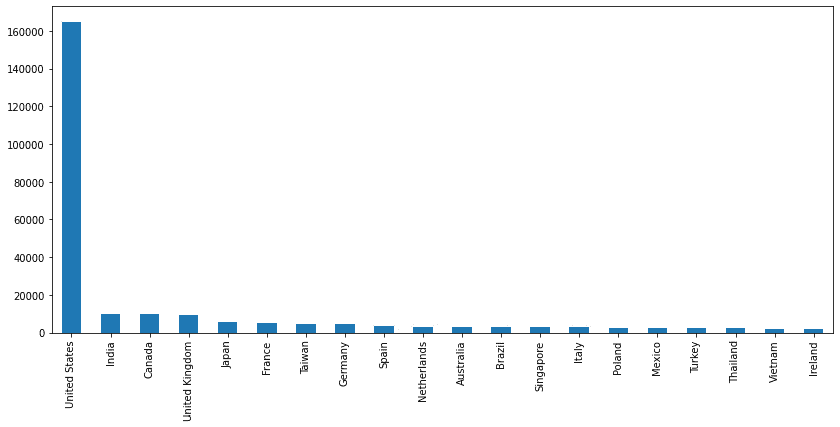 160000
140000
120000
100000
80000
60000
40000
20000
0
United States
India
Canada
United Kingdom
Japan
France
Taiwan
Germany
Spain
Netherlands
Australia
Brazil
Singapore
Italy
Poland
Mexico
Turkey
Thailand
Vietnam
Ireland